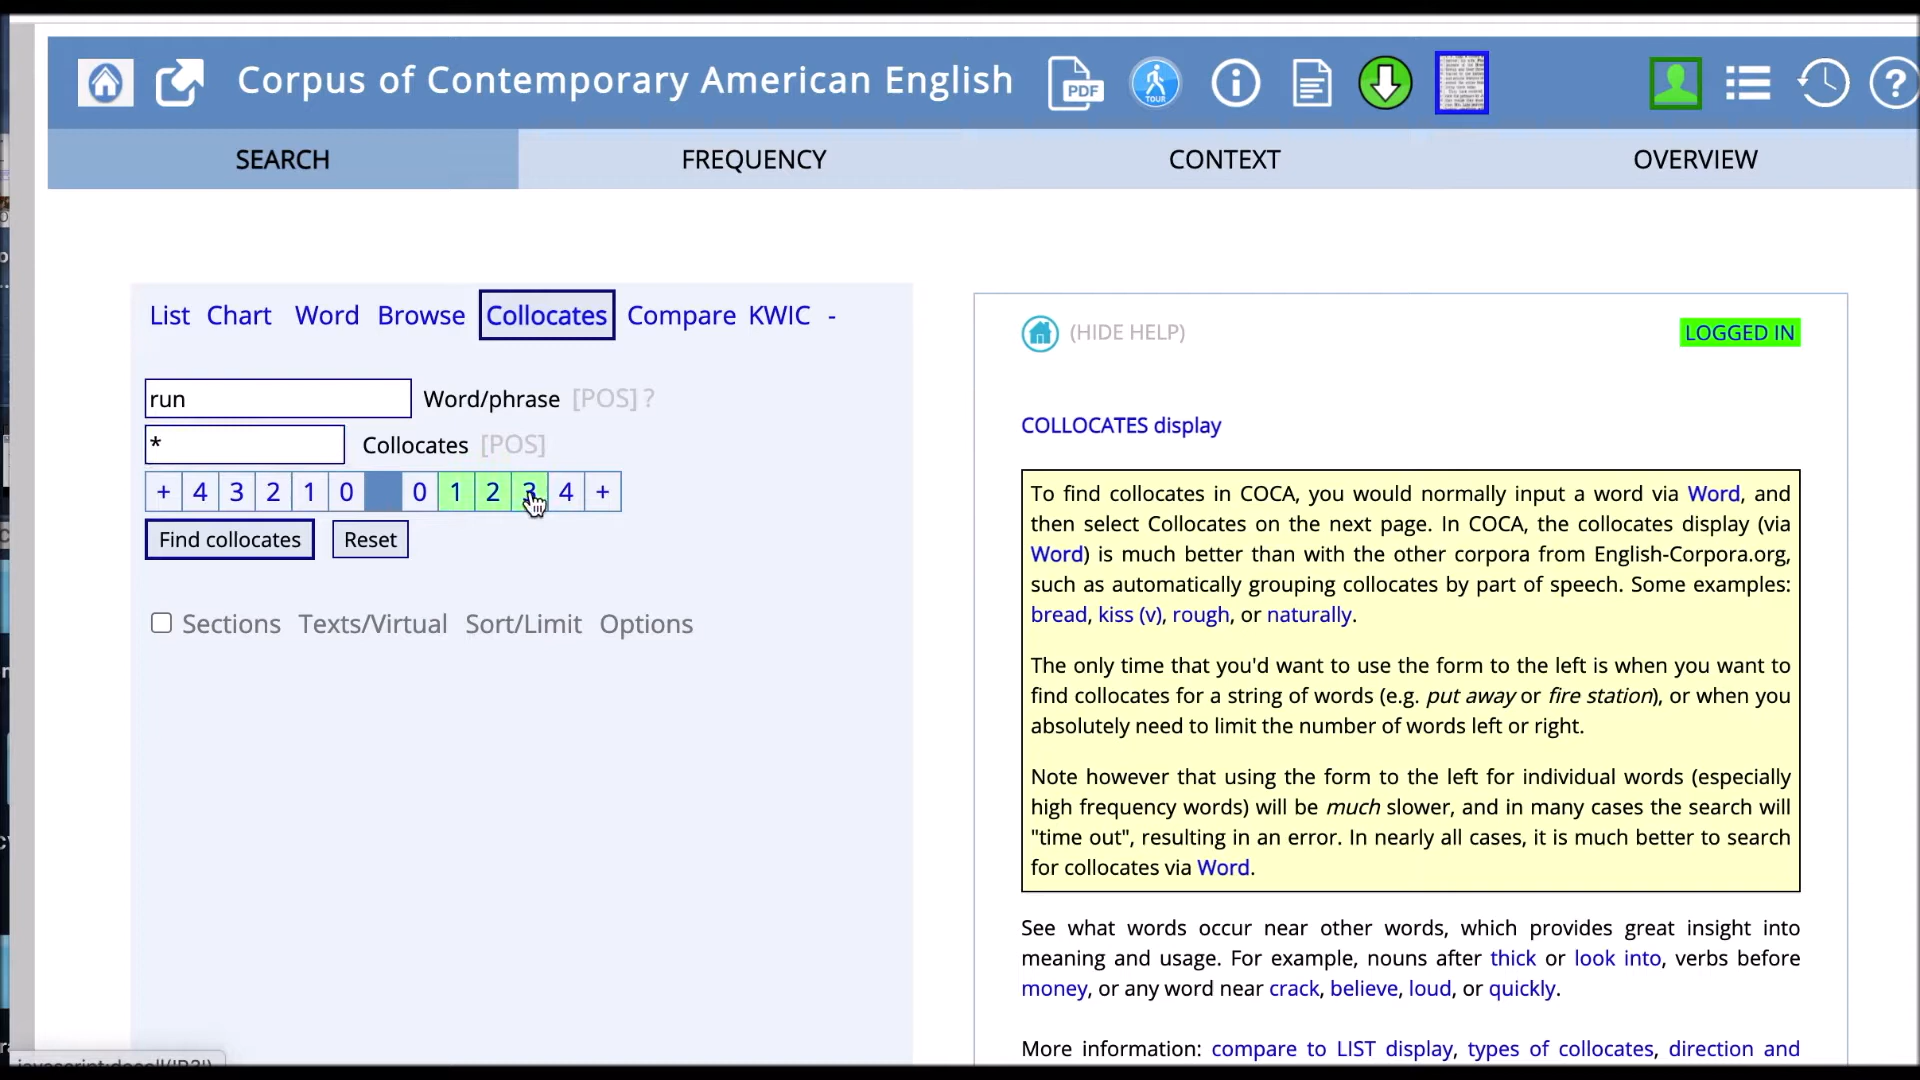 Corpus of Contemporary American English
PDF
TOUR
SEARCH FREQUENCY CONTEXT OVERVIEW
List Chart Word Browse Collocates Compare KWIC -
run Word/phrase [POS] ?
* Collocates [POS]
+ 4 3 2 1 0 0 1 2 3 4 +
Find collocates Reset
Sections Texts/Virtual Sort/Limit Options
(HIDE HELP) LOGGED IN
COLLOCATES display
To find collocates in COCA, you would normally input a word via Word, and
then select Collocates on the next page. In COCA, the collocates display (via
Word) is much better than with the other corpora from English-Corpora.org,
such as automatically grouping collocates by part of speech. Some examples:
bread, kiss (v), rough, or naturally.
The only time that you'd want to use the form to the left is when you want to
find collocates for a string of words (e.g. put away or fire station), or when you
absolutely need to limit the number of words left or right.
Note however that using the form to the left for individual words (especially
high frequency words) will be much slower, and in many cases the search will
"time out", resulting in an error. In nearly all cases, it is much better to search
for collocates via Word.
See what words occur near other words, which provides great insight into
meaning and usage. For example, nouns after thick or look into, verbs before
money, or any word near crack, believe, loud, or quickly.
More information: compare to LIST display, types of collocates, direction and